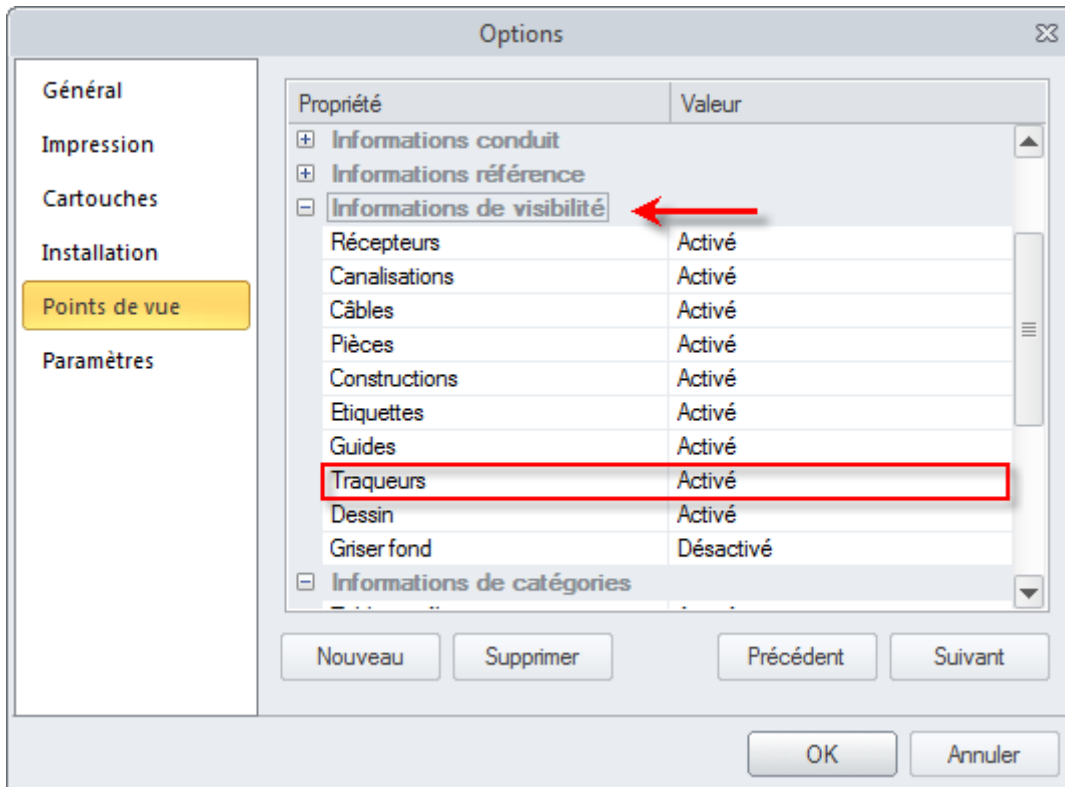 Options
Général
Impression
Cartouches
Installation
Points de vue
Paramètres
Propriété Valeur
Informations conduit
Informations référence
Informations de visibilité
Récepteurs Activé
Canalisations Activé
Câbles Activé
Pièces Activé
Constructions Activé
Etiquettes Activé
Guides Activé
Traqueurs Activé
Dessin Activé
Griser fond Désactivé
Informations de catégories
Nouveau Supprimer Précédent Suivant
OK Annuler